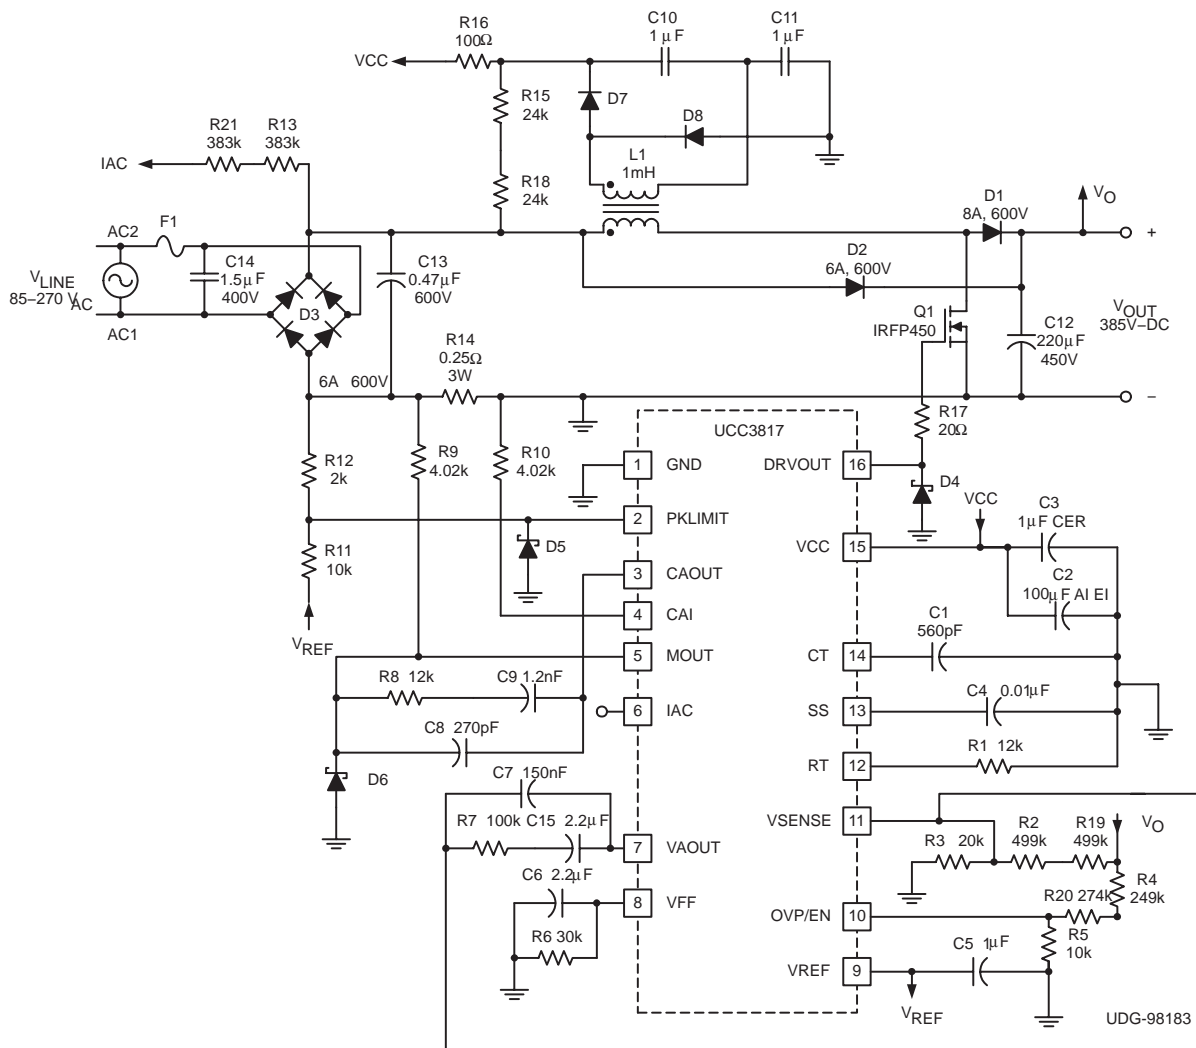 R16
100Ω
VCC
C10
1 μF
C11
1 μF
D7
D8
R15
24k
R21
383k
R13
383k
IAC
L1
1mH
R18
24k
D1
8A, 600V
VO
AC2
F1
+
D2
6A, 600V
VLINE
85–270 VAC
C14
1.5μF
400V
C13
0.47μF
600V
D3
AC1
Q1
IRFP450
VOUT
385V–DC
C12
220μF
450V
R14
0.25Ω
3W
6A 600V
–
R17
20Ω
UCC3817
R12
2k
R9
4.02k
R10
4.02k
1
GND
DRVOUT
16
D4
VCC
C3
1μF CER
2
PKLIMIT
D5
VCC
15
R11
10k
3
CAOUT
C2
100μF AI EI
4
CAI
C1
560pF
VREF
5
MOUT
CT
14
R8 12k
C9 1.2nF
C4 0.01μF
6
IAC
SS
13
C8 270pF
R1 12k
RT
12
D6
C7 150nF
R7 100k
C15 2.2μF
VSENSE
11
VO
R3 20k
R2
499k
R19
499k
7
VAOUT
C6 2.2μF
R4
249k
R20 274k
8
VFF
OVP/EN
10
R6 30k
R5
10k
C5 1μF
VREF
9
VREF
UDG-98183